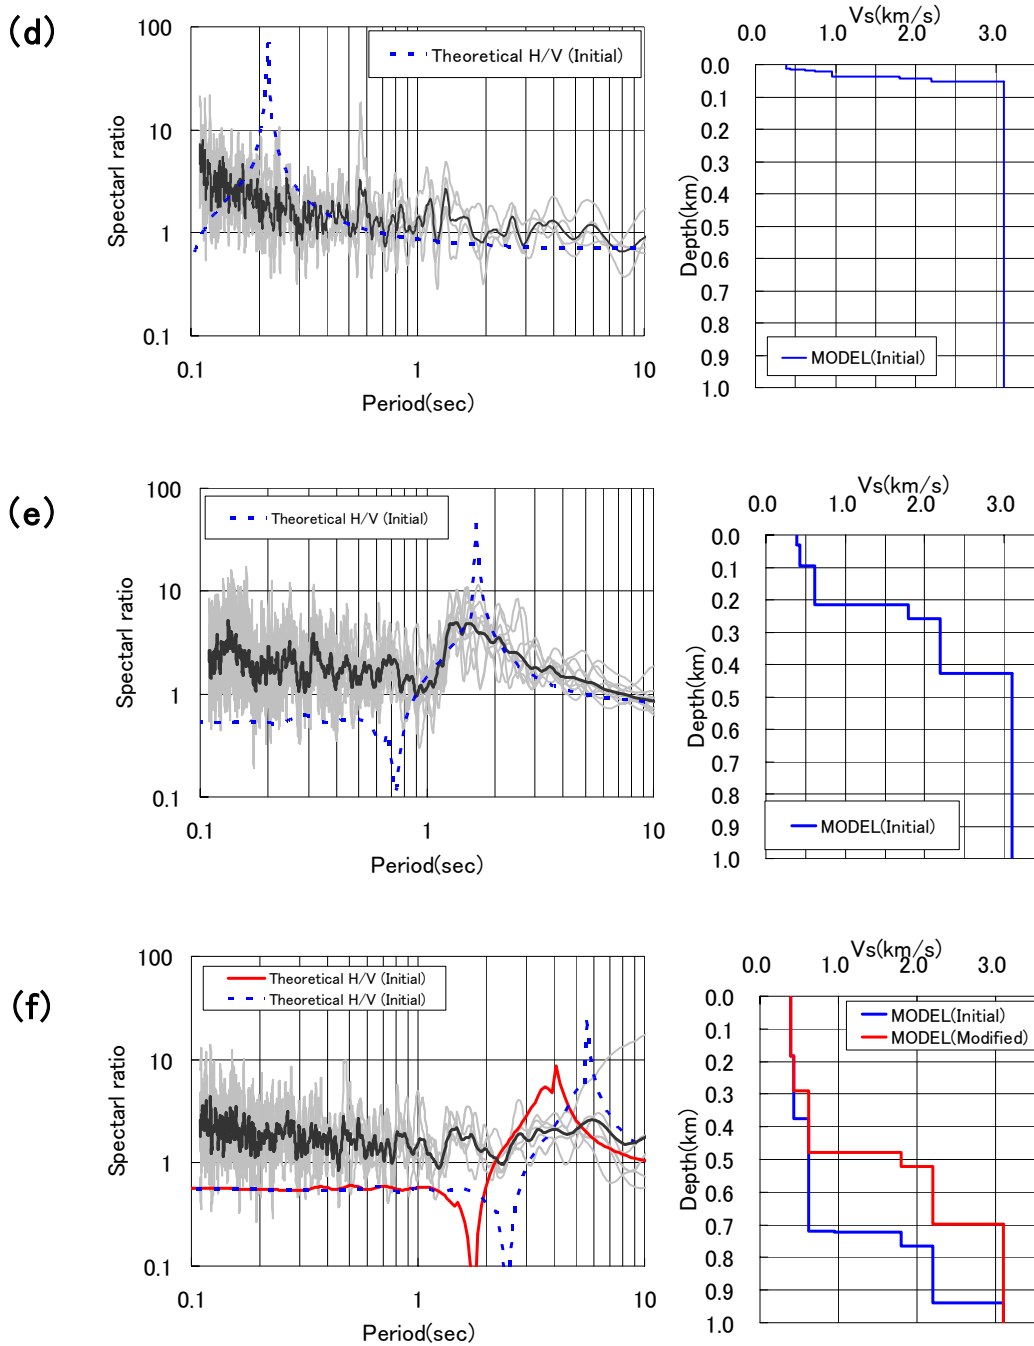 (d)
100
10
1
0.1
Spectarl ratio
Theoretical H/V (Initial)
0.1
1
10
Period(sec)
Vs(km/s)
0.0
1.0
2.0
3.0
0.0
0.1
0.2
0.3
0.4
0.5
0.6
0.7
0.8
0.9
1.0
Depth(km)
MODEL(Initial)
(e)
100
10
1
0.1
Spectarl ratio
Theoretical H/V (Initial)
0.1
1
10
Period(sec)
Vs(km/s)
0.0
1.0
2.0
3.0
0.0
0.1
0.2
0.3
0.4
0.5
0.6
0.7
0.8
0.9
1.0
Depth(km)
MODEL(Initial)
(f)
100
10
1
0.1
Spectarl ratio
Theoretical H/V (Initial)
Theoretical H/V (Initial)
0.1
1
10
Period(sec)
Vs(km/s)
0.0
1.0
2.0
3.0
0.0
0.1
0.2
0.3
0.4
0.5
0.6
0.7
0.8
0.9
1.0
Depth(km)
MODEL(Initial)
MODEL(Modified)